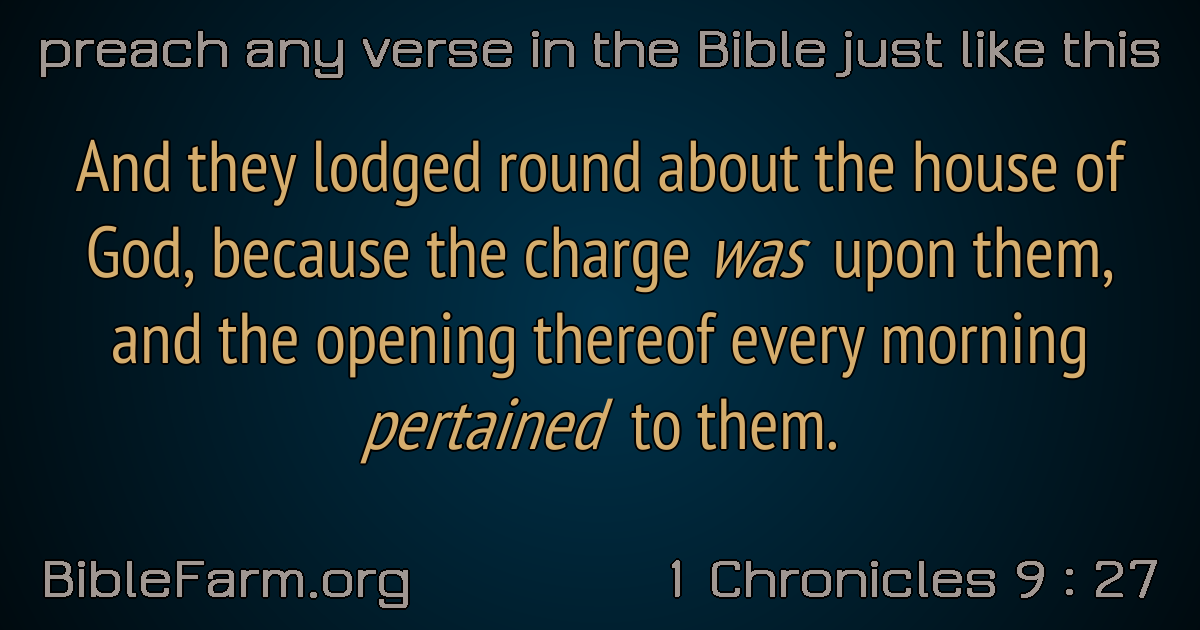 preach any verse in the Bible just like this
And they lodged round about the house of
God, because the charge was upon them,
and the opening thereof every morning
pertained to them.
BibleFarm.org
1 Chronicles 9 : 27